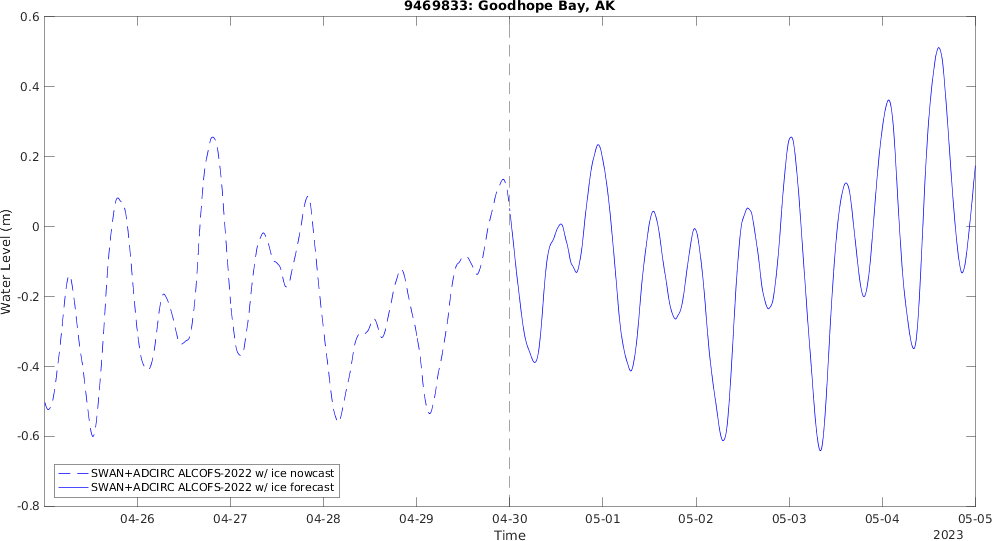 9469833: Goodhope Bay, AK
Water Level (m)
0.6
0.4
0.2
0
-0.2
-0.4
-0.6
-0.8
SWAN+ADCIRC ALCOFS-2022 w/ ice nowcast
SWAN+ADCIRC ALCOFS-2022 w/ ice forecast
04-26 04-27 04-28 04-29 04-30 05-01 05-02 05-03 05-04 05-05
Time
2023